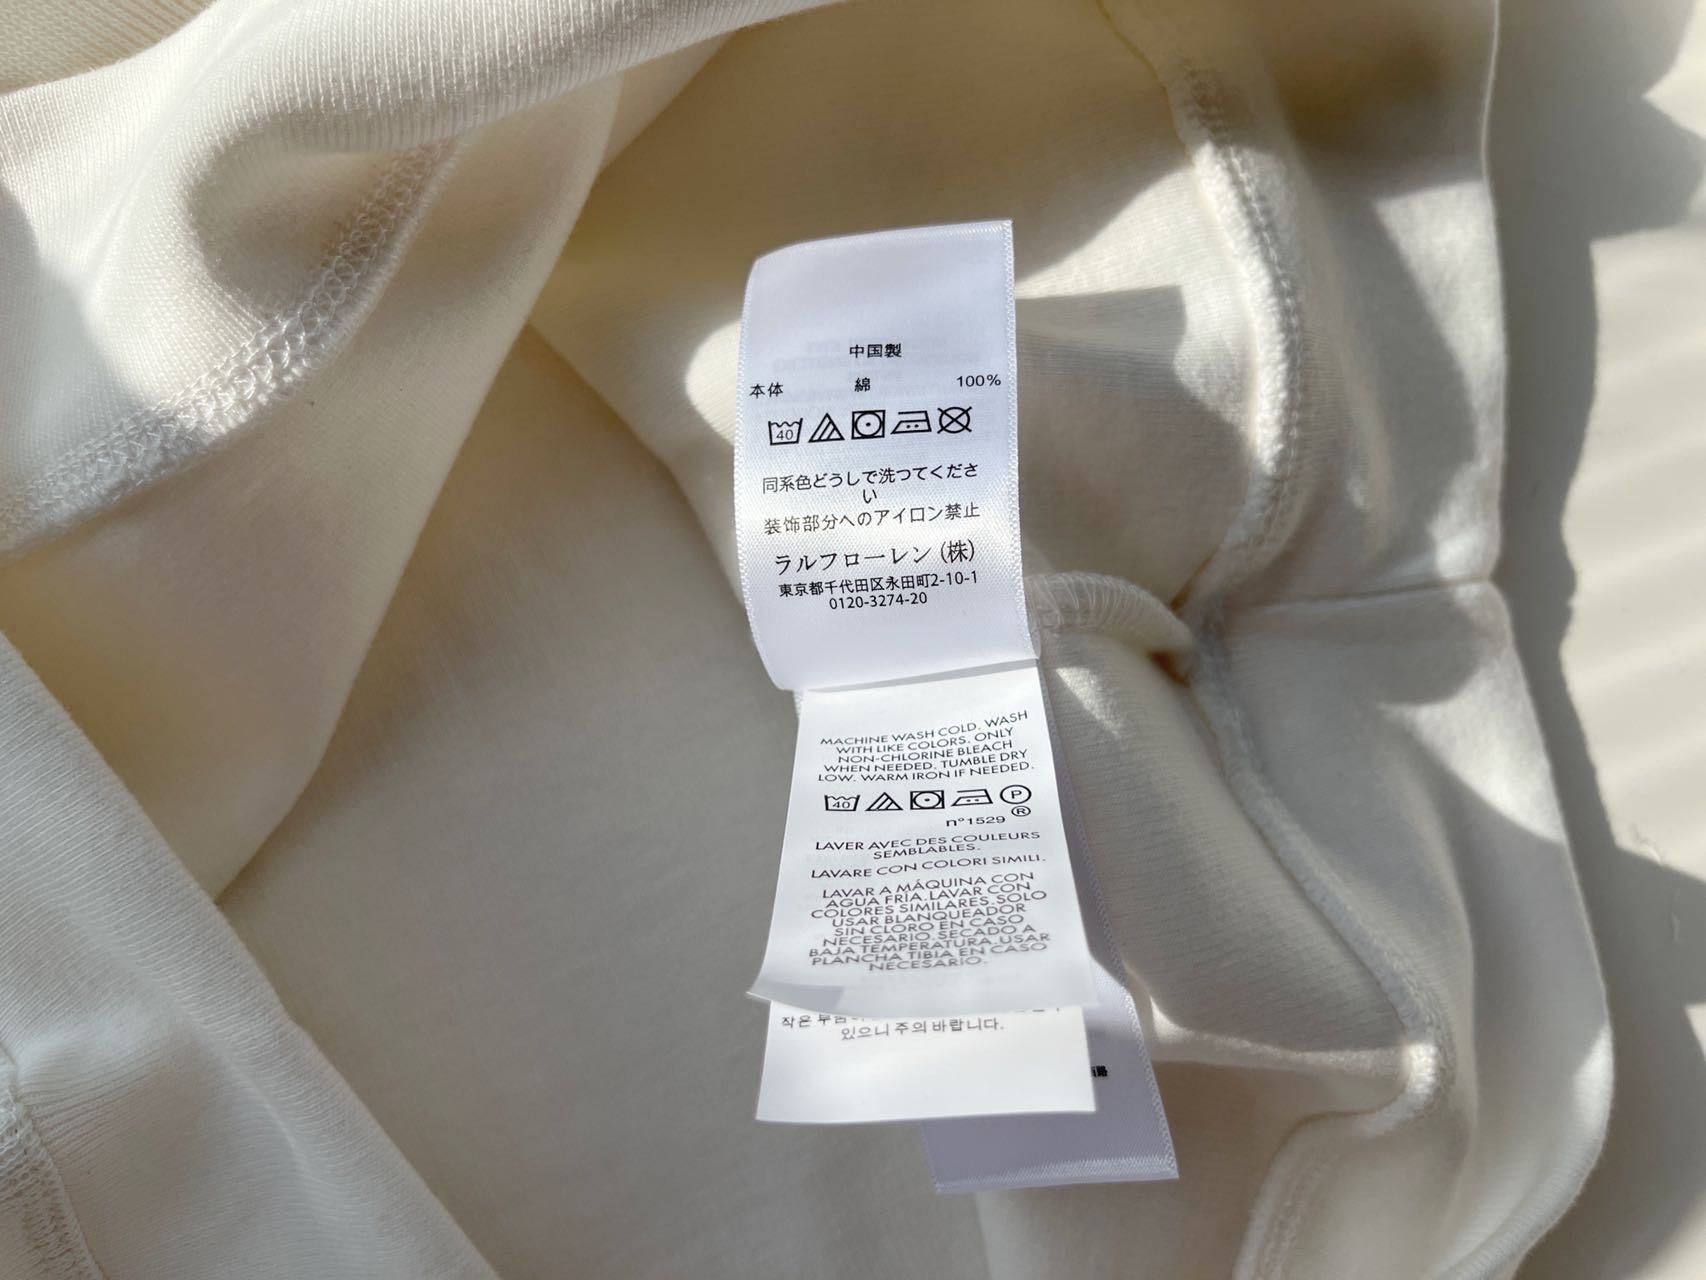 中国製
本体 綿 100%
40
同系色どうしで洗つてくださ
い
装飾部分へのアイロン禁止
ラルフローレン (株)
東京都千代田区永田町2-10-1
0120-3274-20
MACHINE WASH COLD. WASH
WITH LIKE COLORS. ONLY
NON-CHLORINE BLEACH
WHEN NEEDED. TUMBLE DRY
LOW. WARM IRON IF NEEDED.
40 P
n°1529 ®
LAVER AVEC DES COULEURS
SEMBLABLES.
LAVARE CON COLORI SIMILI.
LAVAR A MÁQUINA CON
AGUA FRÍA. LAVAR CON
COLORES SIMILARES. SOLO
USAR BLANQUEADOR
SIN CLORO EN CASO
NECESARIO. SECADO A
BAJA TEMPERATURA. USAR
PLANCHA TIBIA EN CASO
NECESARIO.
작은
있으니 주의 바랍니다.
路